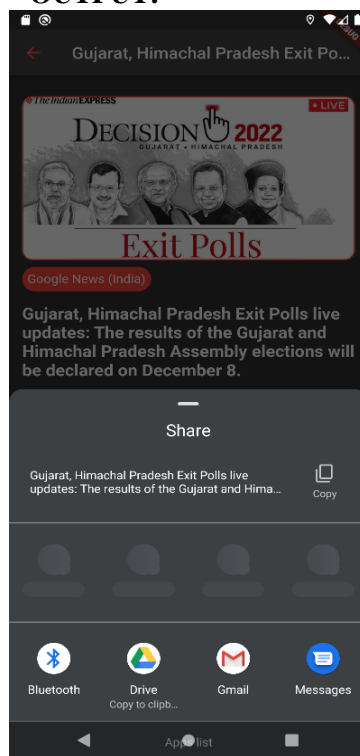 Gujarat, Himachal Pradesh Exit Po...
The Indian EXPRESS
LIVE
DECISION 2022
GUJARAT • HIMACHAL PRADESH
Exit Polls
Google News (India)
Gujarat, Himachal Pradesh Exit Polls live
updates: The results of the Gujarat and
Himachal Pradesh Assembly elections will
be declared on December 8.
Share
Gujarat, Himachal Pradesh Exit Polls live
updates: The results of the Gujarat and Hima...
Copy
Bluetooth
Drive
Copy to clipb...
Gmail
Messages
Apps list